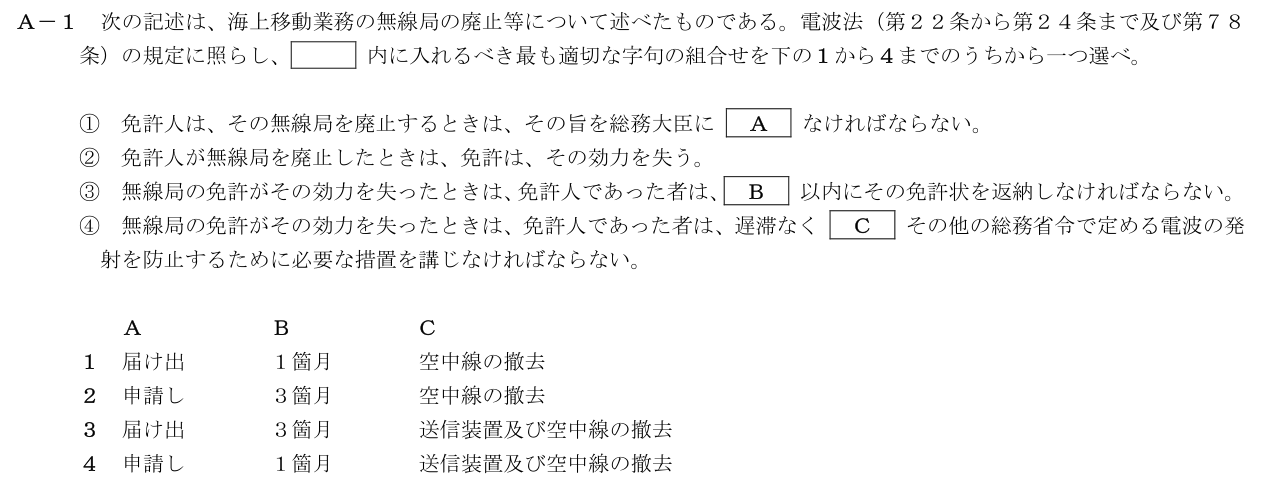 Ａ－１　次の記述は、海上移動業務の無線局の廃止等について述べたものである。電波法（第２２条から第２４条まで及び第７８
条）の規定に照らし、　　　内に入れるべき最も適切な字句の組合せを下の１から４までのうちから一つ選べ。
①　免許人は、その無線局を廃止するときは、その旨を総務大臣に　Ａ　なければならない。
②　免許人が無線局を廃止したときは、免許は、その効力を失う。
③　無線局の免許がその効力を失ったときは、免許人であった者は、　Ｂ　以内にその免許状を返納しなければならない。
④　無線局の免許がその効力を失ったときは、免許人であった者は、遅滞なく　Ｃ　その他の総務省令で定める電波の発
射を防止するために必要な措置を講じなければならない。
Ａ　Ｂ　Ｃ
１　届け出　１箇月　空中線の撤去
２　申請し　３箇月　空中線の撤去
３　届け出　３箇月　送信装置及び空中線の撤去
４　申請し　１箇月　送信装置及び空中線の撤去